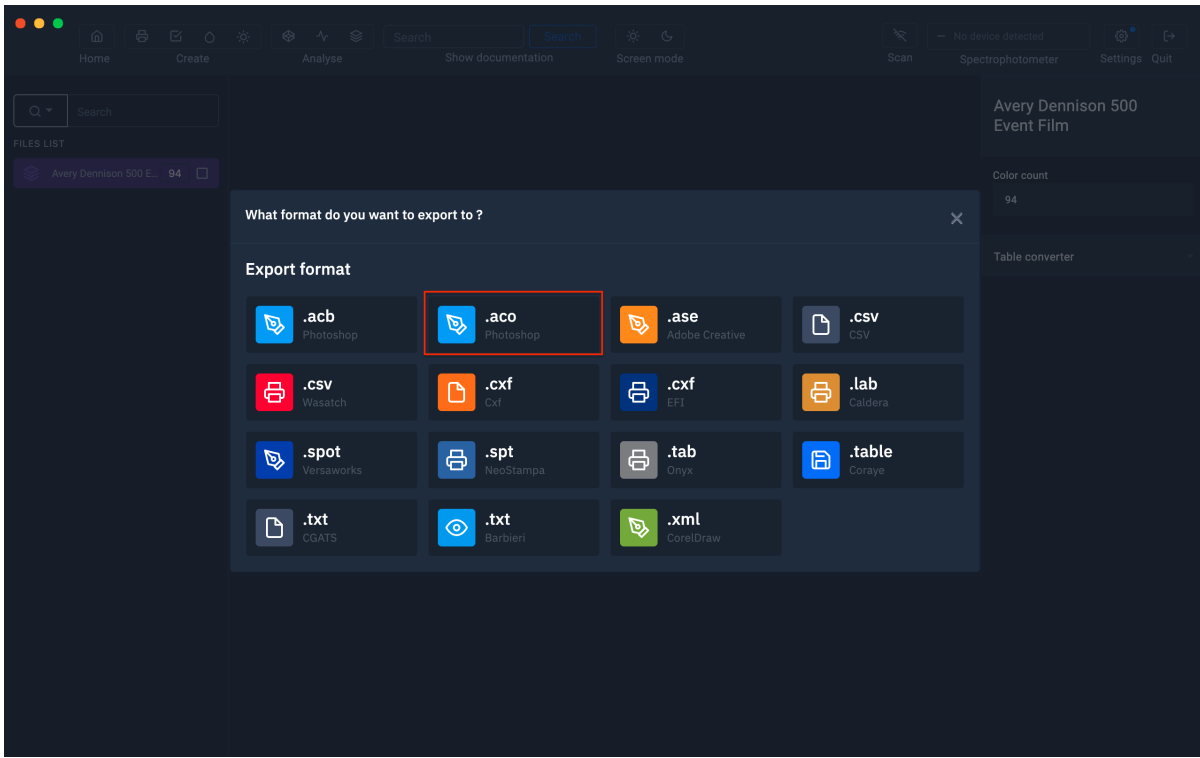 Search
Search
No device detected
Home
Create
Analyse
Show documentation
Screen mode
Scan
Spectrophotometer
Settings
Quit
Search
FILES LIST
Avery Dennison 500 E...
94
Avery Dennison 500
Event Film
Color count
94
Table converter
What format do you want to export to ?
Export format
.acb
Photoshop
.aco
Photoshop
.ase
Adobe Creative
.csv
CSV
.csv
Wasatch
.cxf
Cxf
.cxf
EFI
.lab
Caldera
.spot
Versaworks
.spt
NeoStampa
.tab
Onyx
.table
Coraye
.txt
CGATS
.txt
Barbieri
.xml
CorelDraw